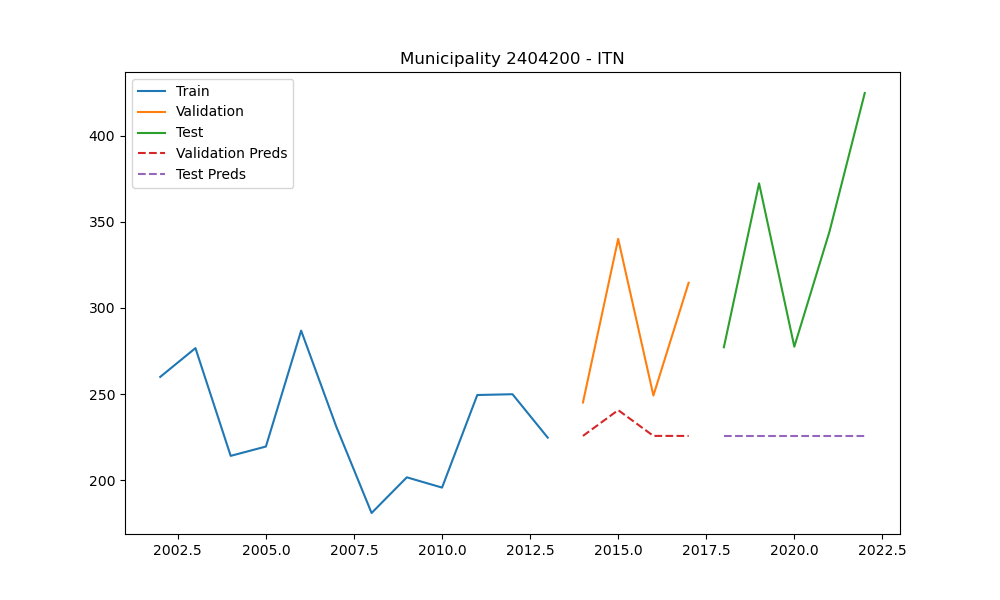 Municipality 2404200 - ITN
Train
Validation
Test
Validation Preds
Test Preds
400
350
300
250
200
2002.5 2005.0 2007.5 2010.0 2012.5 2015.0 2017.5 2020.0 2022.5